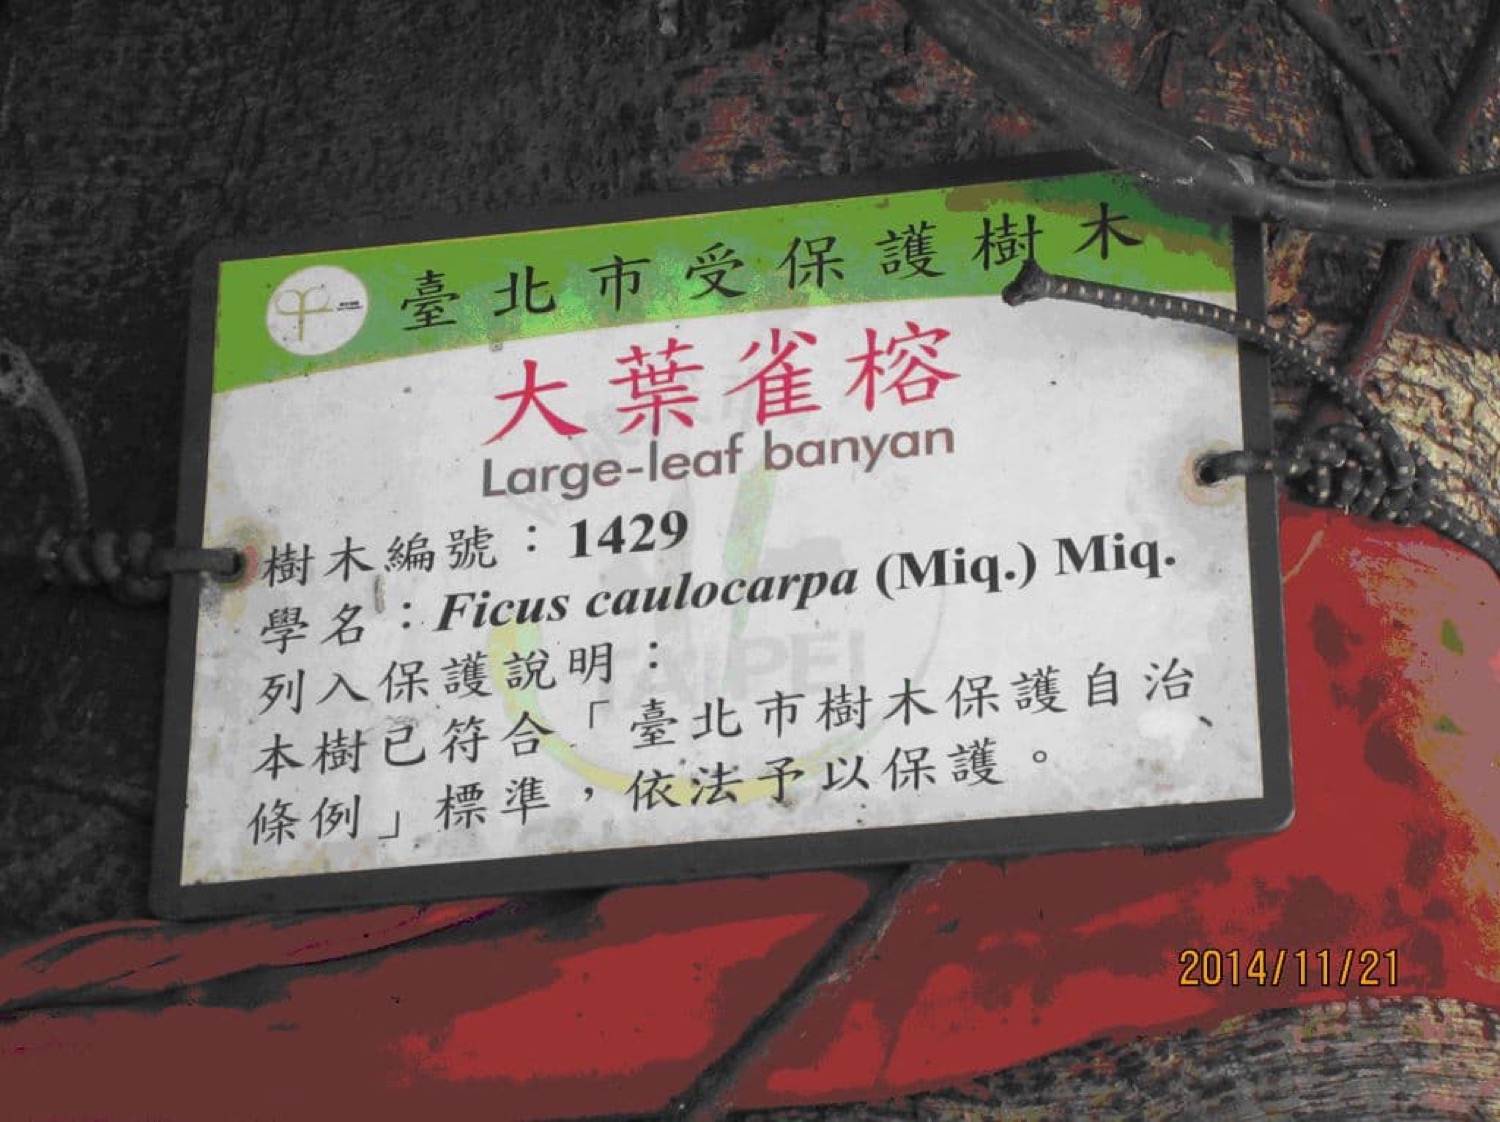 臺北市受保護樹木
大葉雀榕
Large-leaf banyan
樹木編號：1429
學名：Ficus caulocarpa (Miq.) Miq.
列入保護說明：
本樹已符合「臺北市樹木保護自治
條例」標準，依法予以保護。
TAIPEI
2014/11/21